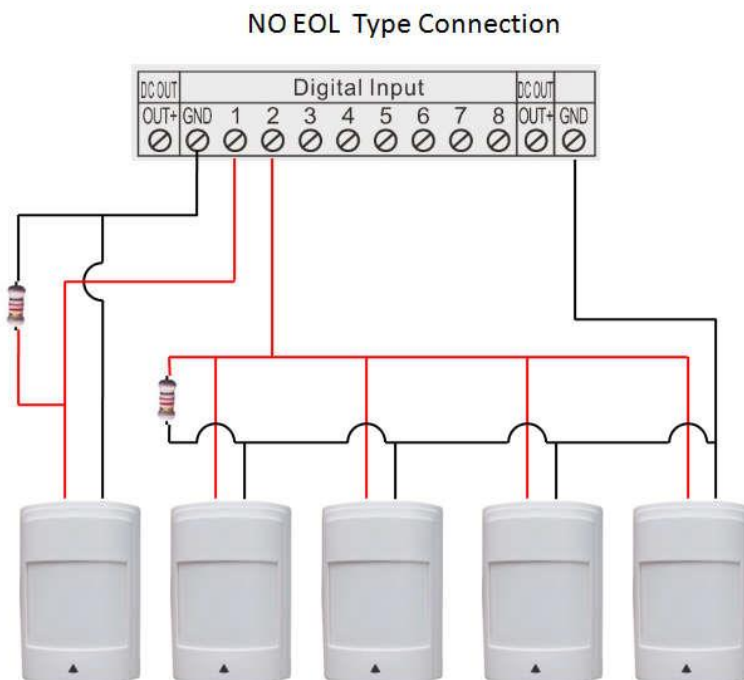 NO EOL Type Connection
DC OUT Digital Input DC OUT
OUT+ GND 1 2 3 4 5 6 7 8 OUT+ GND